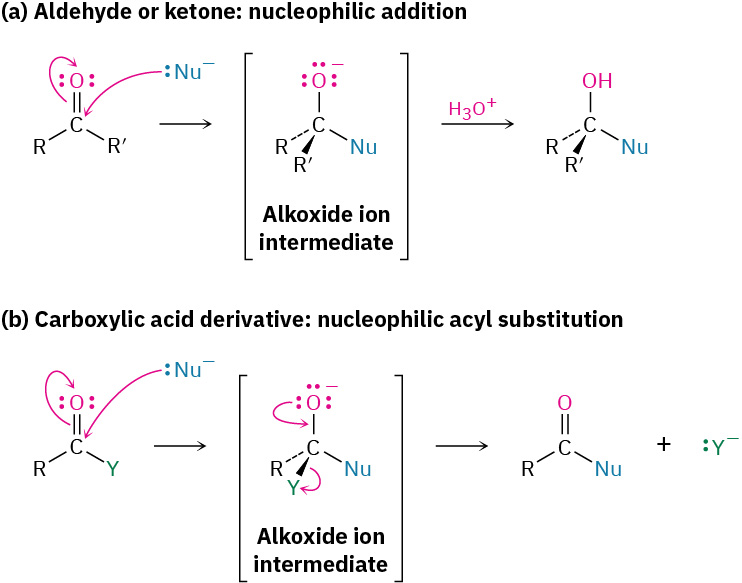 (a) Aldehyde or ketone: nucleophilic addition
:O: :Nu⁻ :Ö:⁻ OH
H₃O⁺
C C C
R R′ R Nu R Nu
R′ R′
Alkoxide ion
intermediate
(b) Carboxylic acid derivative: nucleophilic acyl substitution
:Nu⁻
:O: :Ö:⁻ O
C C C + :Y⁻
R Y R Nu R Nu
Y
Alkoxide ion
intermediate